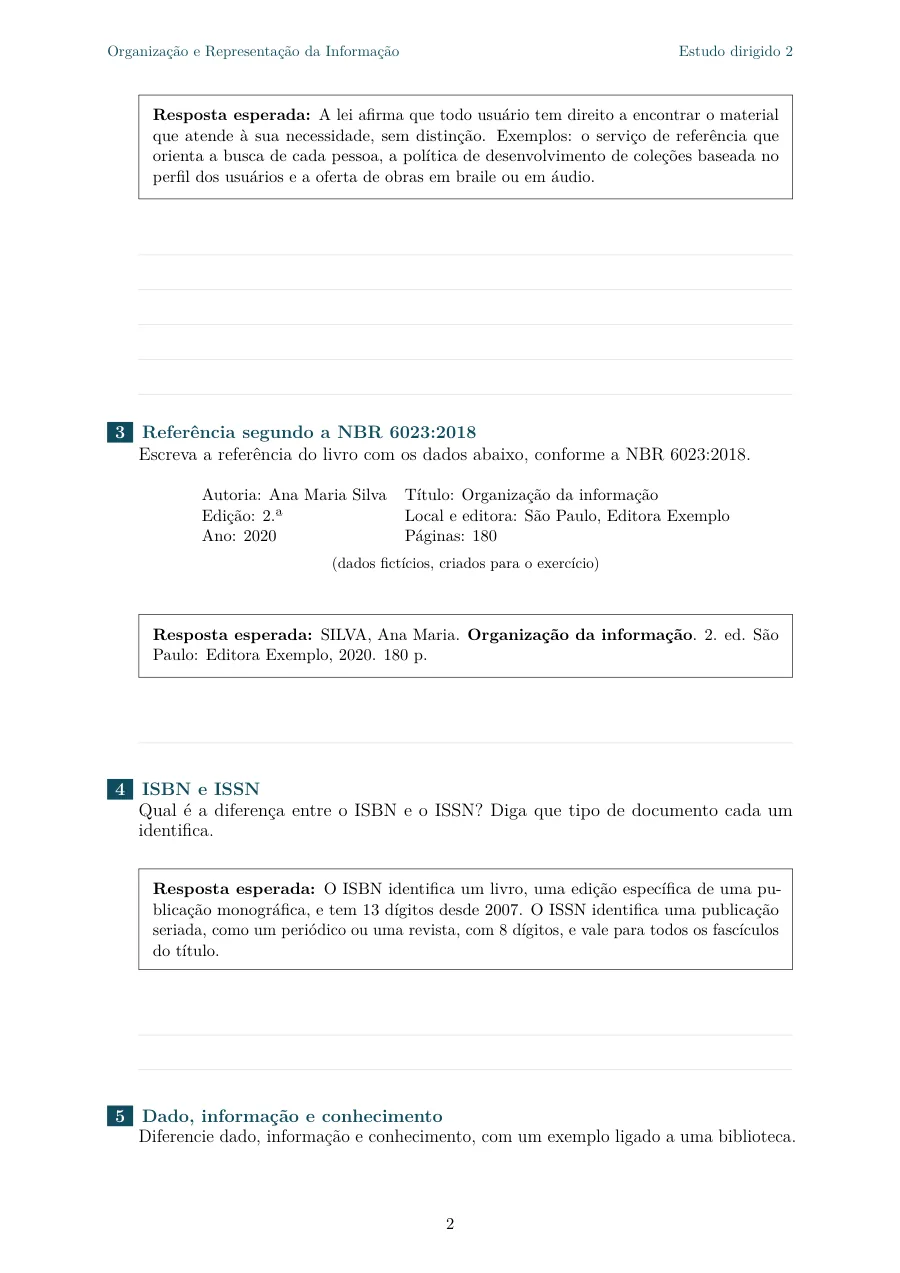 Organização e Representação da Informação Estudo dirigido 2
Resposta esperada: A lei afirma que todo usuário tem direito a encontrar o material
que atende à sua necessidade, sem distinção. Exemplos: o serviço de referência que
orienta a busca de cada pessoa, a política de desenvolvimento de coleções baseada no
perfil dos usuários e a oferta de obras em braile ou em áudio.
3 Referência segundo a NBR 6023:2018
Escreva a referência do livro com os dados abaixo, conforme a NBR 6023:2018.
Autoria: Ana Maria Silva Título: Organização da informação
Edição: 2.ª Local e editora: São Paulo, Editora Exemplo
Ano: 2020 Páginas: 180
(dados fictícios, criados para o exercício)
Resposta esperada: SILVA, Ana Maria. Organização da informação. 2. ed. São
Paulo: Editora Exemplo, 2020. 180 p.
4 ISBN e ISSN
Qual é a diferença entre o ISBN e o ISSN? Diga que tipo de documento cada um
identifica.
Resposta esperada: O ISBN identifica um livro, uma edição específica de uma pu-
blicação monográfica, e tem 13 dígitos desde 2007. O ISSN identifica uma publicação
seriada, como um periódico ou uma revista, com 8 dígitos, e vale para todos os fascículos
do título.
5 Dado, informação e conhecimento
Diferencie dado, informação e conhecimento, com um exemplo ligado a uma biblioteca.
2